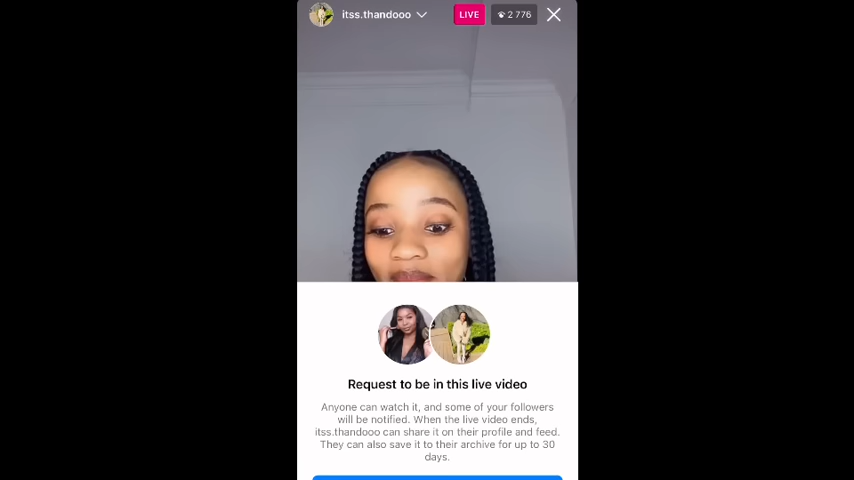 itss.thandooo LIVE 2 776
Request to be in this live video
Anyone can watch it, and some of your followers
will be notified. When the live video ends,
itss.thandooo can share it on their profile and feed.
They can also save it to their archive for up to 30
days.